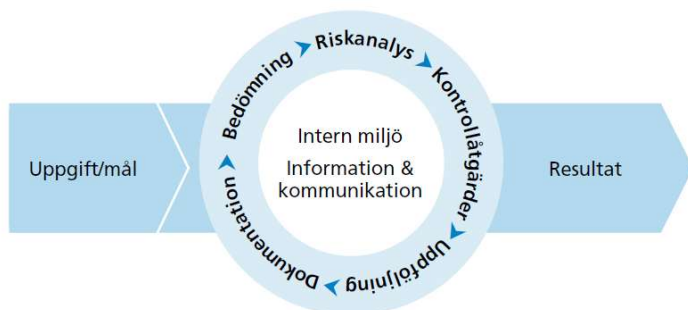 Uppgift/mål
Bedömning
Riskanalys
Kontrollåtgärder
Uppföljning
Dokumentation
Intern miljö
Information &
kommunikation
Resultat